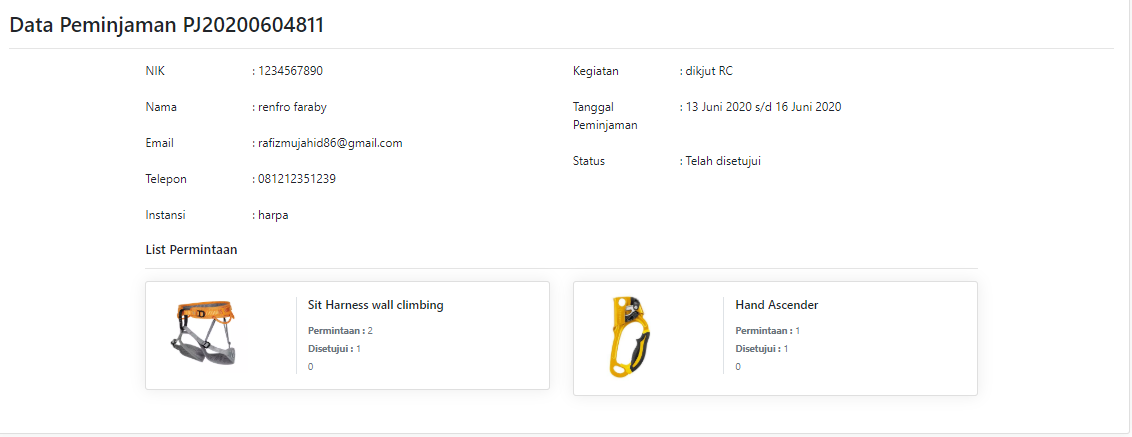 Data Peminjaman PJ20200604811
NIK : 1234567890
Nama : renfro faraby
Email : rafizmujahid86@gmail.com
Telepon : 081212351239
Instansi : harpa
Kegiatan : dikjut RC
Tanggal : 13 Juni 2020 s/d 16 Juni 2020
Peminjaman
Status : Telah disetujui
List Permintaan
Sit Harness wall climbing
Permintaan : 2
Disetujui : 1
0
Hand Ascender
Permintaan : 1
Disetujui : 1
0